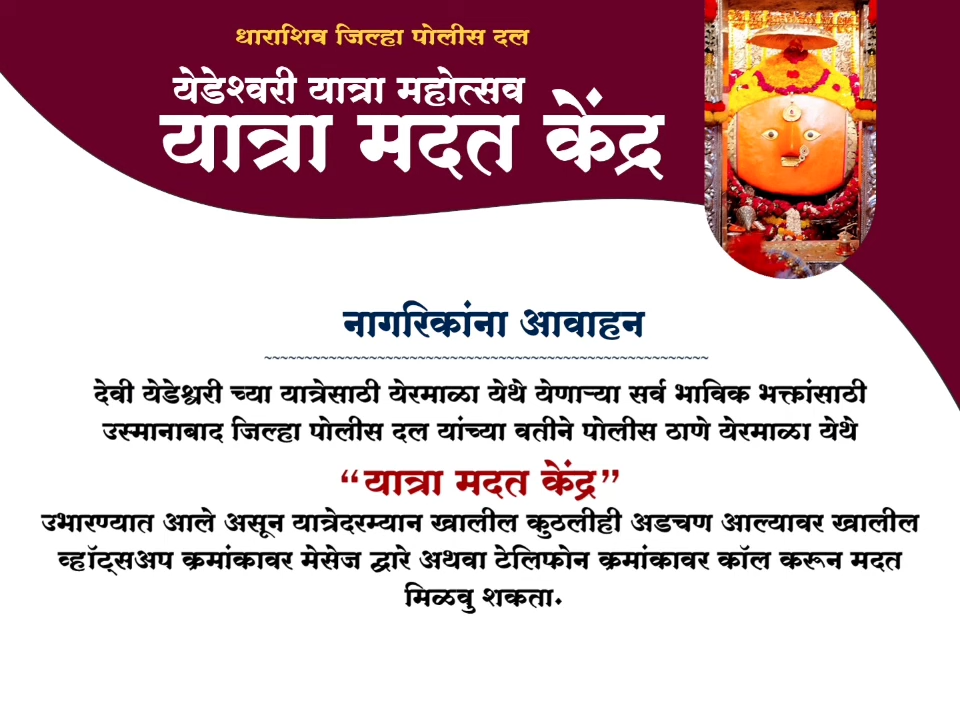 धाराशिव जिल्हा पोलीस दल
येडेश्वरी यात्रा महोत्सव
यात्रा मदत केंद्र
नागरिकांना आवाहन
~~~~~~~~~~~~~~~~~~~~~~~~~~~~~~~~~~~~~~~~~~~~~~~~~~~~~~~
देवी येडेश्वरी च्या यात्रेसाठी येरमाळा येथे येणाऱ्या सर्व भाविक भक्तांसाठी
उस्मानाबाद जिल्हा पोलीस दल यांच्या वतीने पोलीस ठाणे येरमाळा येथे
“यात्रा मदत केंद्र”
उभारण्यात आले असून यात्रेदरम्यान खालील कुठलीही अडचण आल्यावर खालील
व्हॉट्सअप क्रमांकावर मेसेज द्वारे अथवा टेलिफोन क्रमांकावर कॉल करून मदत
मिळवु शकता.